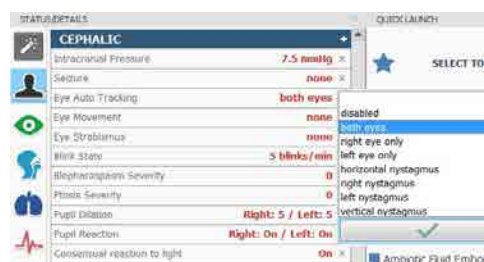 STATUS/DETAILS
QUICK LAUNCH
CEPHALIC +
Intracranial Pressure 7.5 mmHg ×
SELECT TO
Seizure none ×
Eye Auto Tracking both eyes
Eye Movement none
disabled
Eye Strabismus none
both eyes
Blink State 5 blinks/min
right eye only
left eye only
Blepharospasm Severity 0
horizontal nystagmus
Ptosis Severity 0
right nystagmus
left nystagmus
Pupil Dilation Right: 5 / Left: 5
vertical nystagmus
Pupil Reaction Right: On / Left: On
Consensual reaction to light On ×
Amniotic Fluid Embo